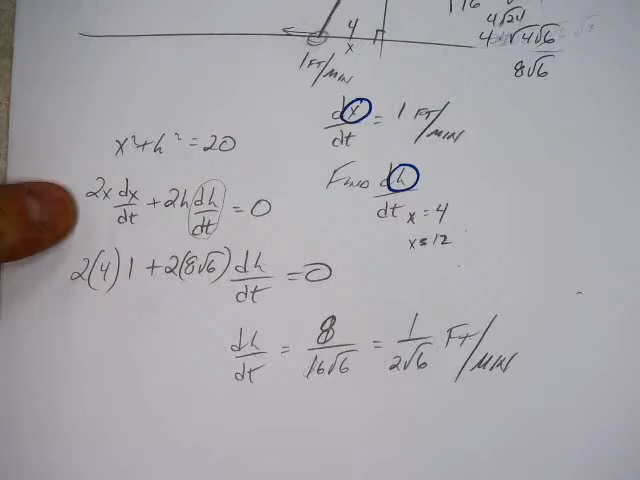 4√24
4 √4√6
8√6
4
x
1 FT/MIN
dx/dt = 1 FT/MIN
x² + h² = 20
FIND dh/dt x = 4
x = 12
2x dx/dt + 2h dh/dt = 0
2(4)1 + 2(8√6) dh/dt = 0
dh/dt = 8/16√6 = 1/2√6 FT/MIN